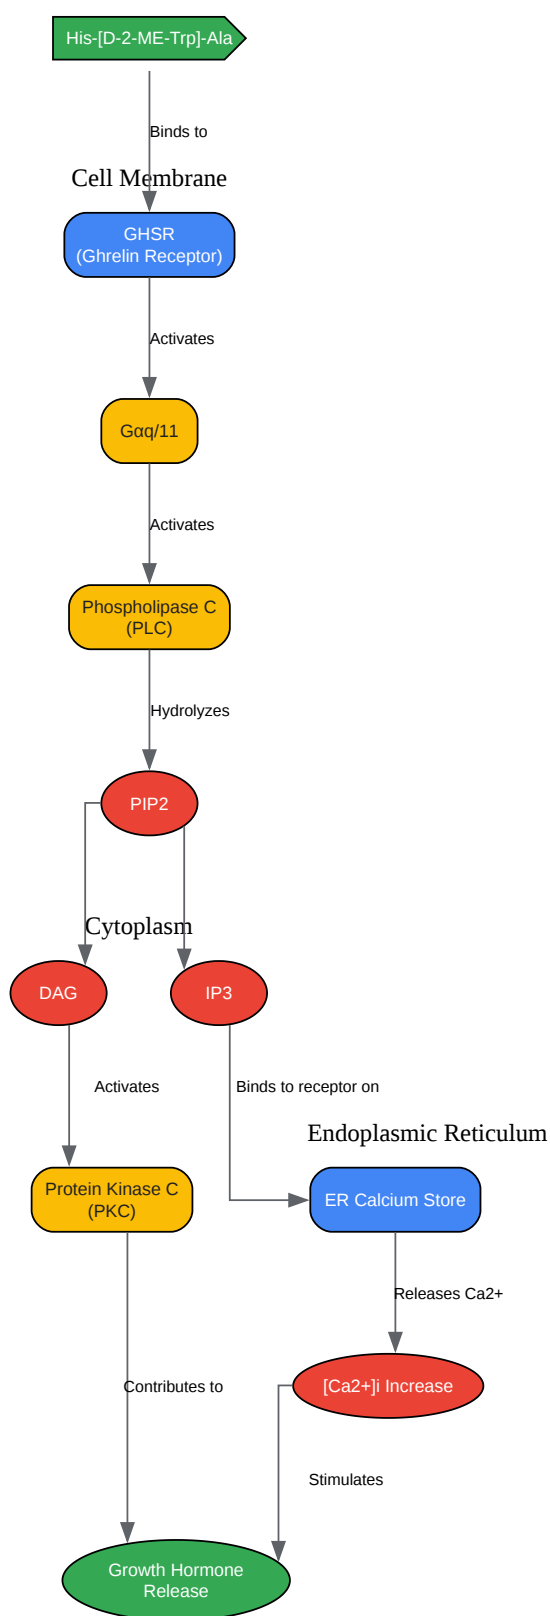 His-[D-2-ME-Trp]-Ala
Binds to
Cell Membrane
GHSR
(Ghrelin Receptor)
Activates
Gαq/11
Activates
Phospholipase C
(PLC)
Hydrolyzes
PIP2
Cytoplasm
DAG
IP3
Activates
Binds to receptor on
Endoplasmic Reticulum
Protein Kinase C
(PKC)
ER Calcium Store
Releases Ca2+
Contributes to
[Ca2+]i Increase
Stimulates
Growth Hormone
Release